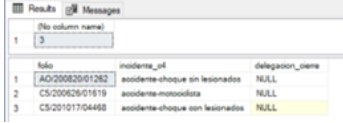 Results Messages
(No column name)
1 3
folio incidente_c4 delegacion_cierre
1 AO/200820/01262 accidente-choque sin lesionados NULL
2 C5/200626/01619 accidente-motociclista NULL
3 C5/201017/04468 accidente-choque con lesionados NULL